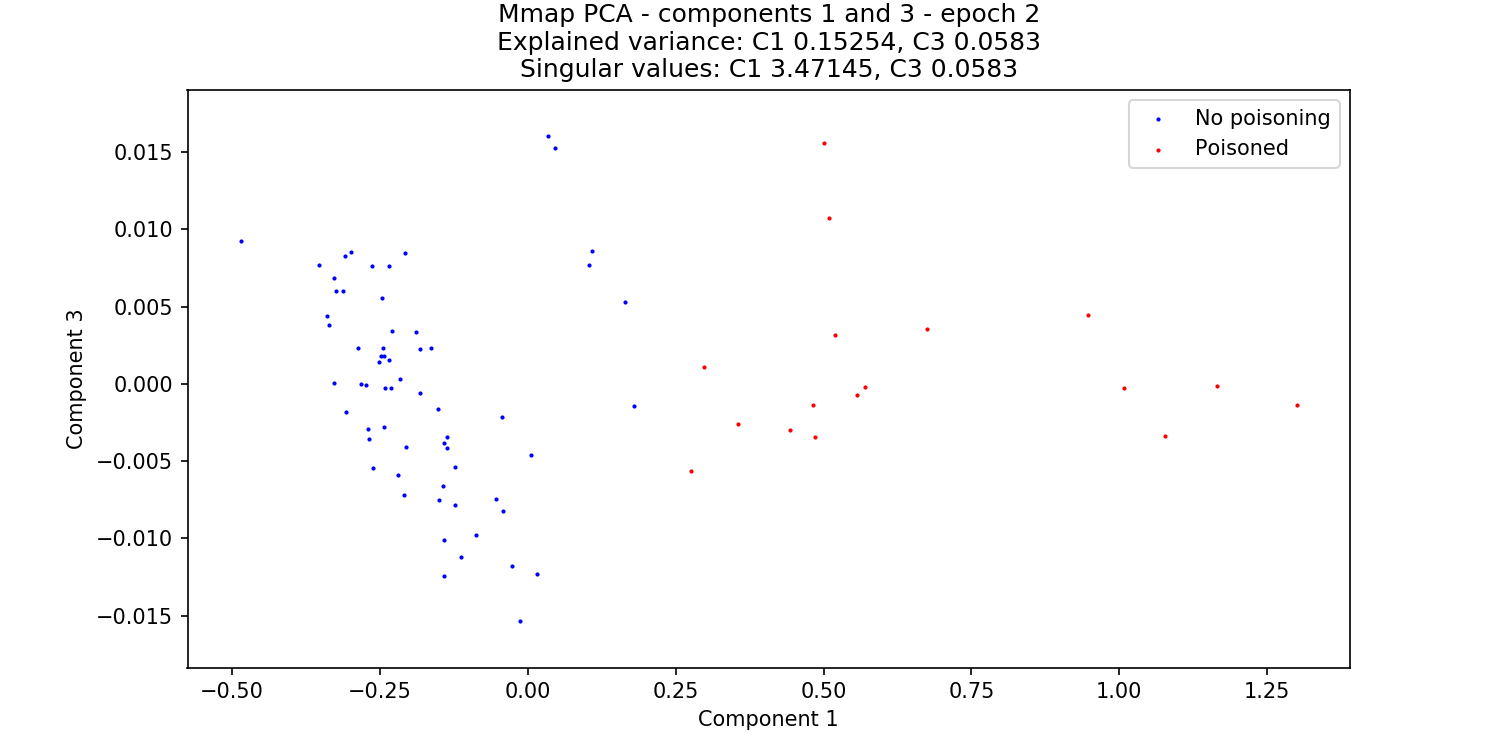 Mmap PCA - components 1 and 3 - epoch 2
Explained variance: C1 0.15254, C3 0.0583
Singular values: C1 3.47145, C3 0.0583
No poisoning
Poisoned
0.015
0.010
0.005
0.000
−0.005
−0.010
−0.015
Component 3
−0.50
−0.25
0.00
0.25
0.50
0.75
1.00
1.25
Component 1